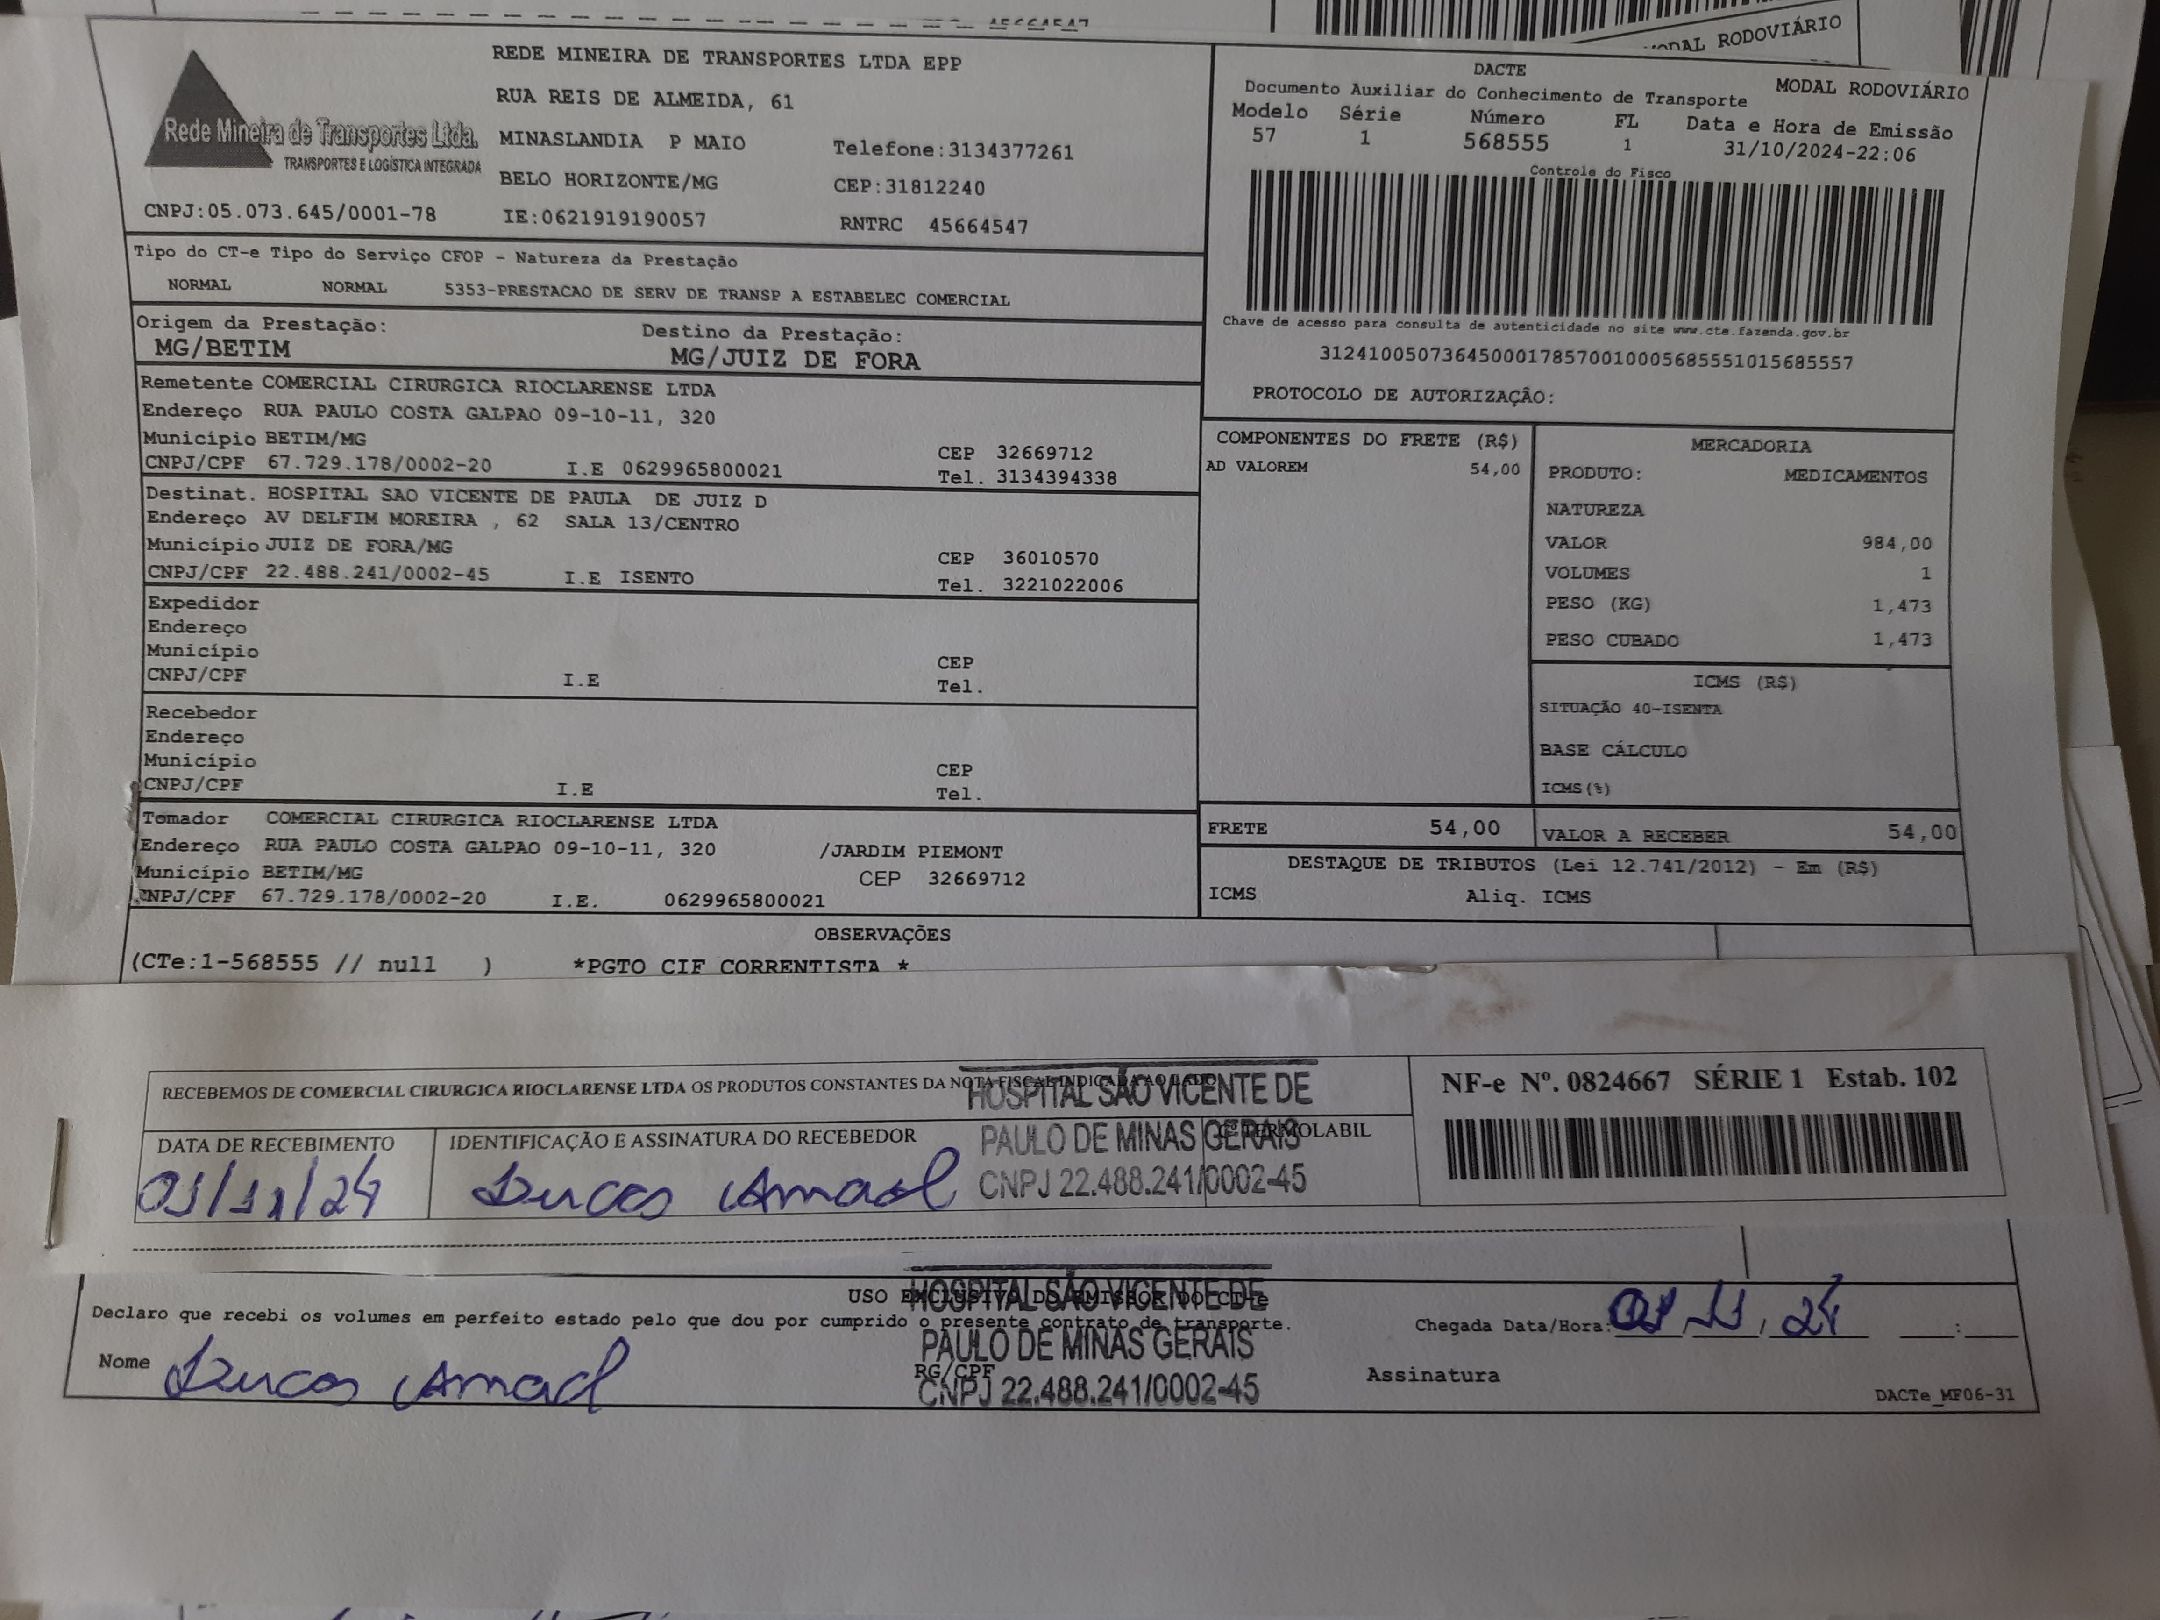 45664547
MODAL RODOVIÁRIO
REDE MINEIRA DE TRANSPORTES LTDA EPP
RUA REIS DE ALMEIDA, 61
Rede Mineira de Transportes Ltda.
TRANSPORTES E LOGÍSTICA INTEGRADA
MINASLANDIA P MAIO
Telefone:3134377261
BELO HORIZONTE/MG
CEP:31812240
CNPJ:05.073.645/0001-78
IE:0621919190057
RNTRC 45664547
DACTE
MODAL RODOVIÁRIO
Documento Auxiliar do Conhecimento de Transporte
Modelo Série Número FL Data e Hora de Emissão
57 1 568555 1 31/10/2024-22:06
Controle do Fisco
Chave de acesso para consulta de autenticidade no site www.cte.fazenda.gov.br
31241005073645000178570010005685551015685557
PROTOCOLO DE AUTORIZAÇÃO:
Tipo do CT-e Tipo do Serviço CFOP - Natureza da Prestação
NORMAL NORMAL 5353-PRESTACAO DE SERV DE TRANSP A ESTABELEC COMERCIAL
Origem da Prestação: Destino da Prestação:
MG/BETIM MG/JUIZ DE FORA
Remetente COMERCIAL CIRURGICA RIOCLARENSE LTDA
Endereço RUA PAULO COSTA GALPAO 09-10-11, 320
Município BETIM/MG CEP 32669712
CNPJ/CPF 67.729.178/0002-20 I.E 0629965800021 Tel. 3134394338
Destinat. HOSPITAL SAO VICENTE DE PAULA DE JUIZ D
Endereço AV DELFIM MOREIRA , 62 SALA 13/CENTRO
Município JUIZ DE FORA/MG CEP 36010570
CNPJ/CPF 22.488.241/0002-45 I.E ISENTO Tel. 3221022006
Expedidor
Endereço
Município CEP
CNPJ/CPF I.E Tel.
Recebedor
Endereço
Município CEP
CNPJ/CPF I.E Tel.
Tomador COMERCIAL CIRURGICA RIOCLARENSE LTDA
Endereço RUA PAULO COSTA GALPAO 09-10-11, 320 /JARDIM PIEMONT
Município BETIM/MG CEP 32669712
CNPJ/CPF 67.729.178/0002-20 I.E. 0629965800021
COMPONENTES DO FRETE (R$)
AD VALOREM 54,00
MERCADORIA
PRODUTO: MEDICAMENTOS
NATUREZA
VALOR 984,00
VOLUMES 1
PESO (KG) 1,473
PESO CUBADO 1,473
ICMS (R$)
SITUAÇÃO 40-ISENTA
BASE CÁLCULO
ICMS(%)
FRETE 54,00 VALOR A RECEBER 54,00
DESTAQUE DE TRIBUTOS (Lei 12.741/2012) - Em (R$)
ICMS Aliq. ICMS
OBSERVAÇÕES
(CTe:1-568555 // null ) *PGTO CIF CORRENTISTA *
RECEBEMOS DE COMERCIAL CIRURGICA RIOCLARENSE LTDA OS PRODUTOS CONSTANTES DA NOTA FISCAL INDICADA AO LADO
NF-e Nº. 0824667 SÉRIE 1 Estab. 102
HOSPITAL SÃO VICENTE DE
PAULO DE MINAS GERAIS
CNPJ 22.488.241/0002-45
DATA DE RECEBIMENTO IDENTIFICAÇÃO E ASSINATURA DO RECEBEDOR
01/11/24 Lucas Amaal
USO EXCLUSIVO DO EMISSOR DO CT-e
HOSPITAL SÃO VICENTE DE
PAULO DE MINAS GERAIS
CNPJ 22.488.241/0002-45
Declaro que recebi os volumes em perfeito estado pelo que dou por cumprido o presente contrato de transporte.
Chegada Data/Hora: 01 11 24 :
Nome Lucas Amaal RG/CPF Assinatura
DACTe_MF06-31